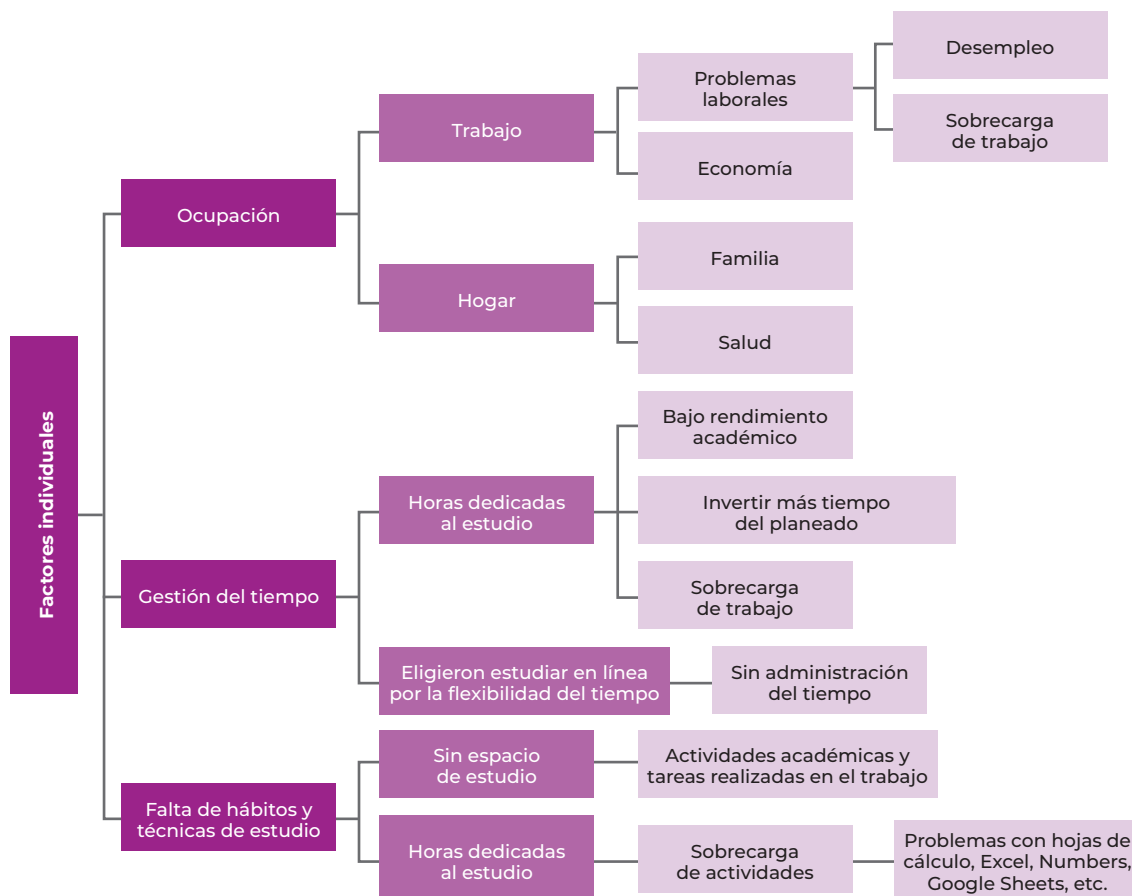 Factores individuales
Ocupación
Trabajo
Problemas
laborales
Desempleo
Sobrecarga
de trabajo
Economía
Hogar
Familia
Salud
Gestión del tiempo
Horas dedicadas
al estudio
Bajo rendimiento
académico
Invertir más tiempo
del planeado
Sobrecarga
de trabajo
Eligieron estudiar en línea
por la flexibilidad del tiempo
Sin administración
del tiempo
Falta de hábitos y
técnicas de estudio
Sin espacio
de estudio
Actividades académicas y
tareas realizadas en el trabajo
Horas dedicadas
al estudio
Sobrecarga
de actividades
Problemas con hojas de
cálculo, Excel, Numbers,
Google Sheets, etc.